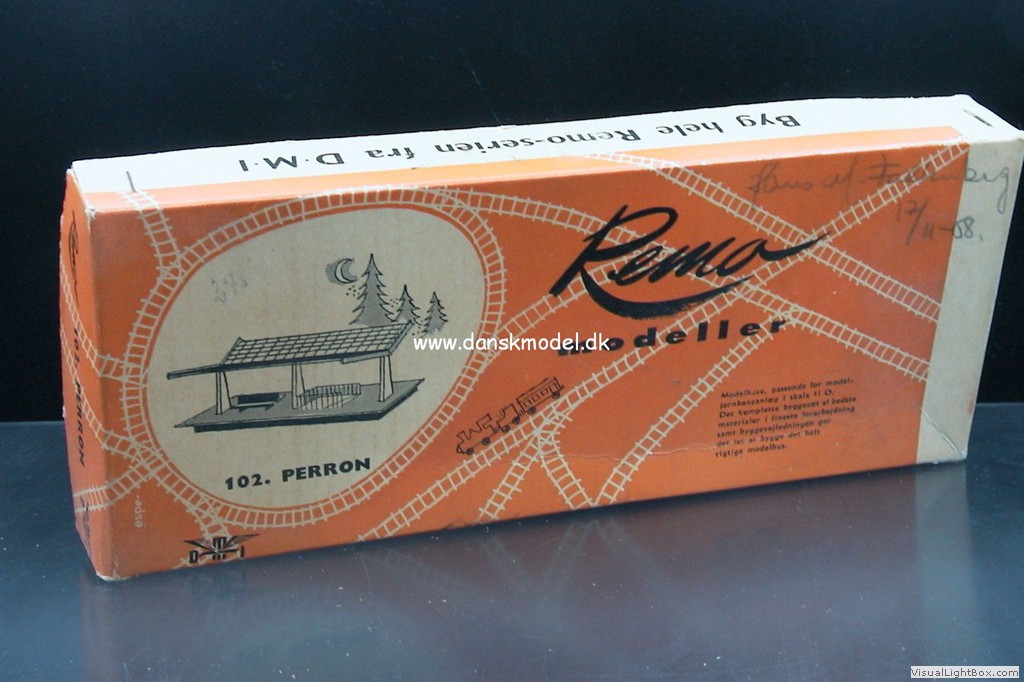 Byg hele Remo-serien fra D·M·I
Remo
modeller
www.danskmodel.dk
102. PERRON
Modelhuse, passende for model-
jernbaneanlæg i skala H O.
Det komplette byggesæt af bedste
materialer i fineste forarbejdning
samt byggevejledningen gør
det let at bygge det helt
rigtige modelhus.
PERRON
D M I
17/11-58.
VisualLightBox.com